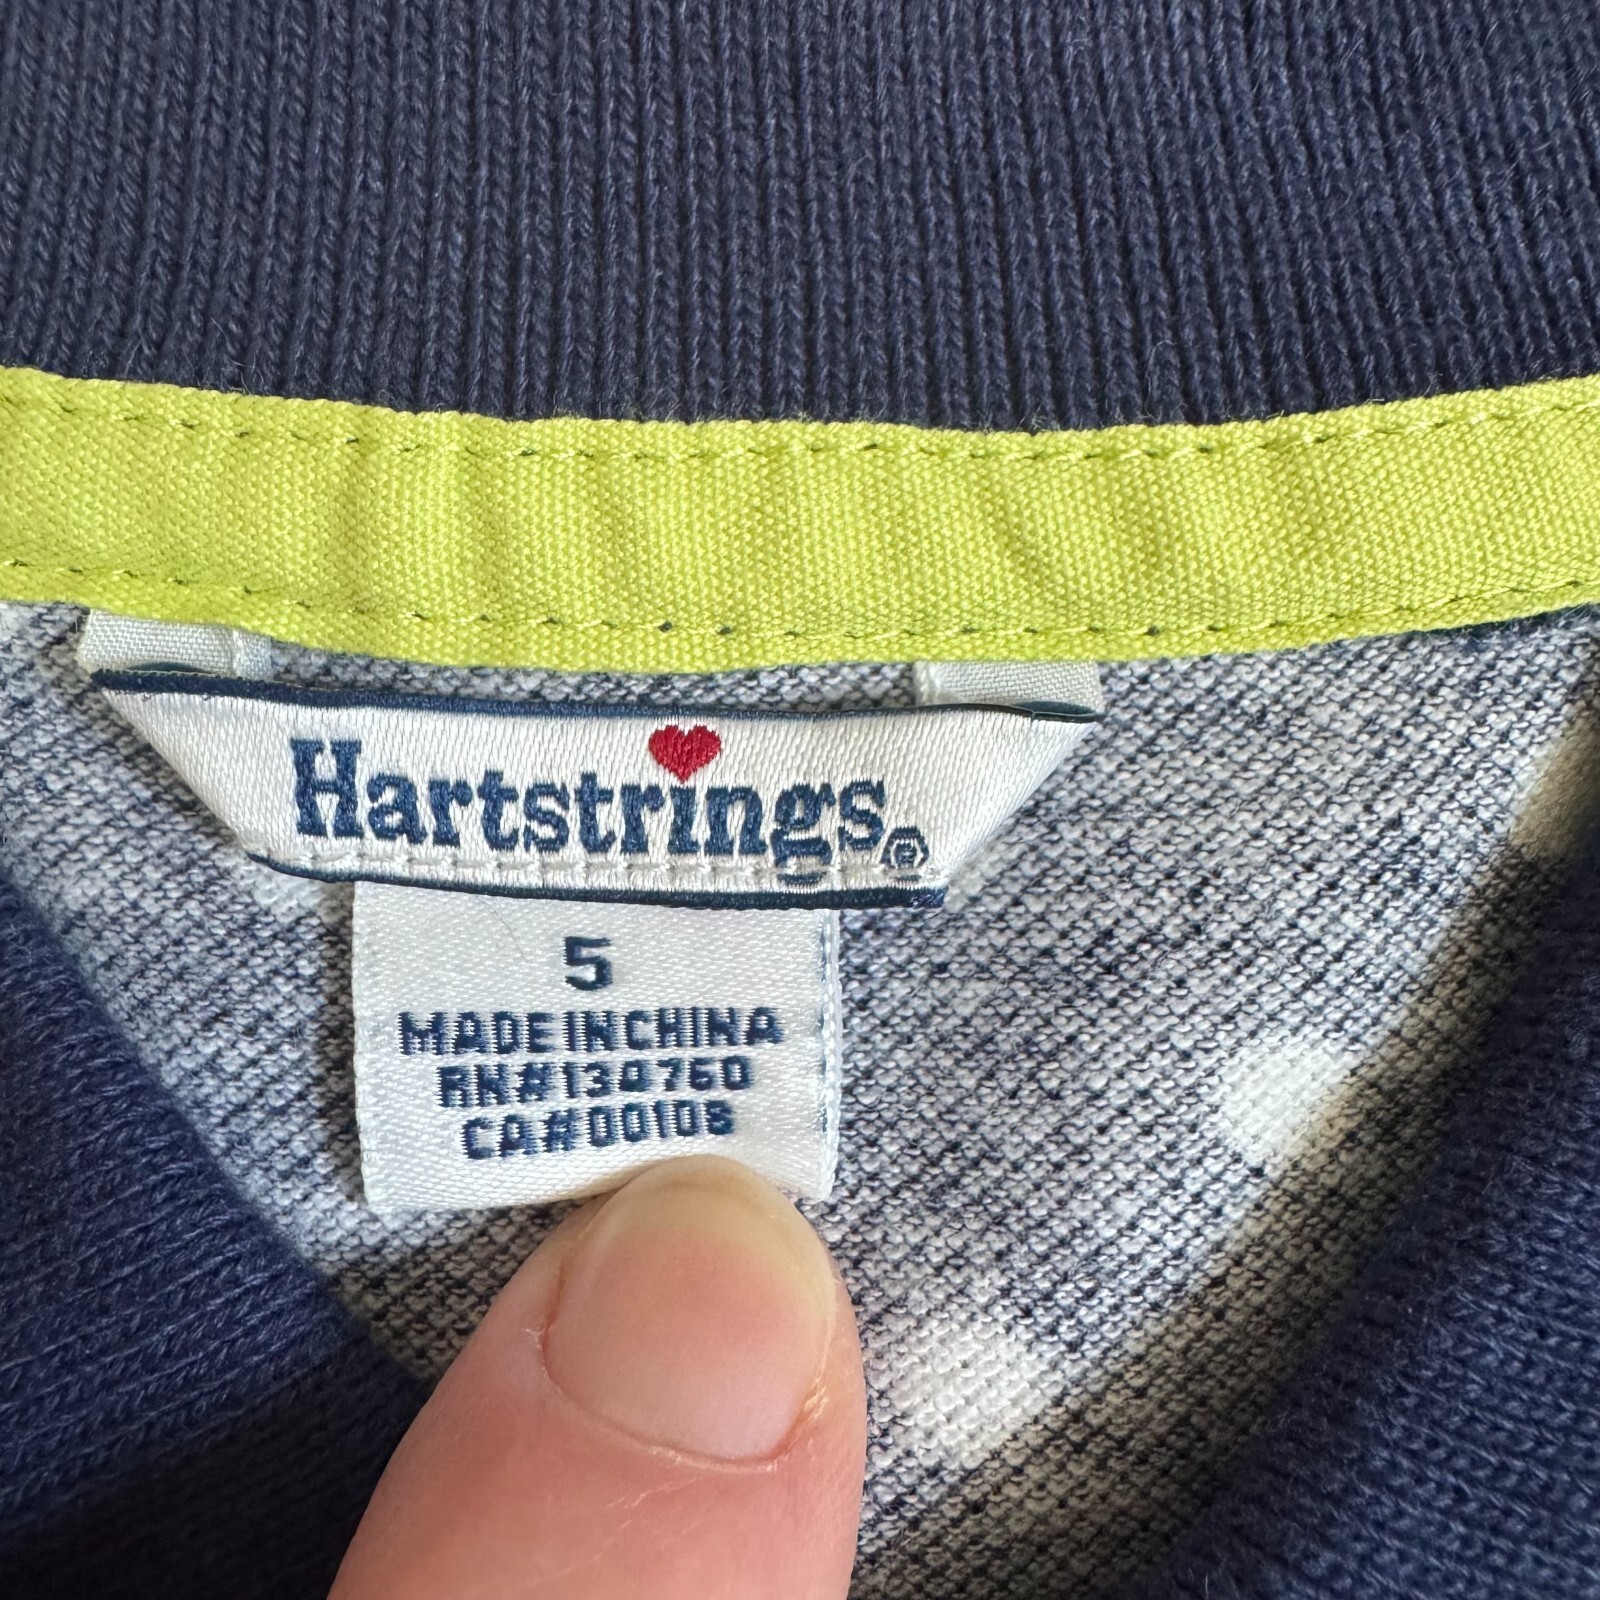 Hartstrings®
5
MADE IN CHINA
RN#130760
CA#00108